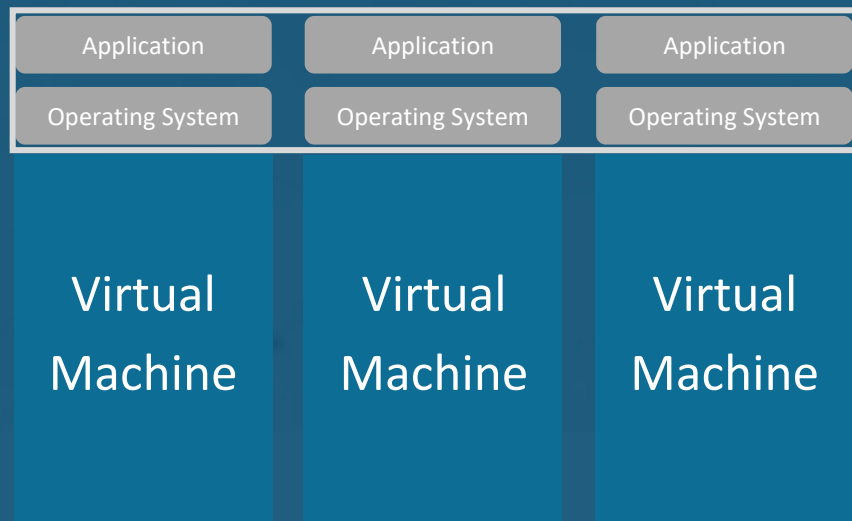 Application Application Application
Operating System Operating System Operating System
Virtual Virtual Virtual
Machine Machine Machine